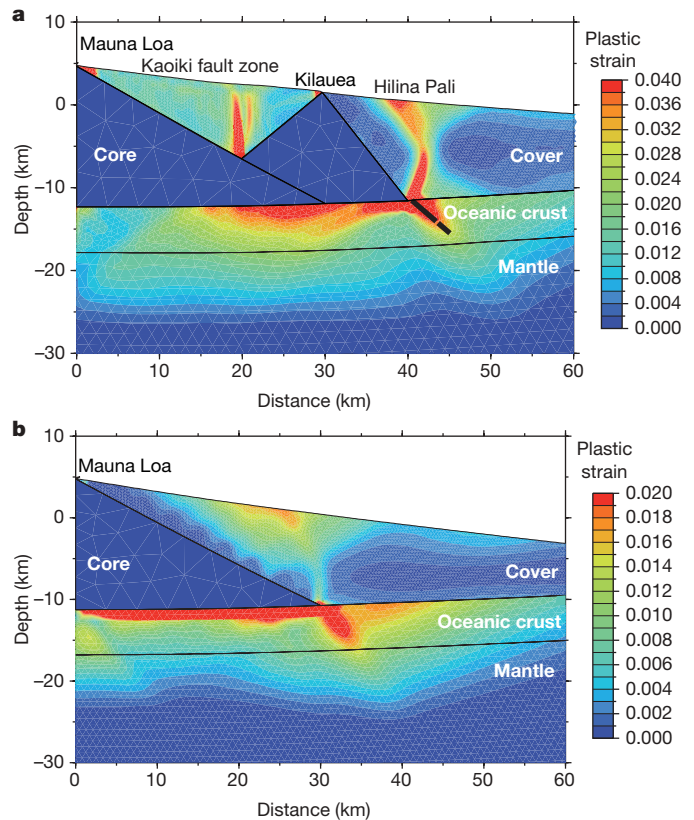 a
Mauna Loa
Kaoiki fault zone
Kilauea
Hilina Pali
Core
Cover
Oceanic crust
Mantle
Depth (km)
10
0
−10
−20
−30
0 10 20 30 40 50 60
Distance (km)
Plastic
strain
0.040
0.036
0.032
0.028
0.024
0.020
0.016
0.012
0.008
0.004
0.000
b
Mauna Loa
Core
Cover
Oceanic crust
Mantle
Depth (km)
10
0
−10
−20
−30
0 10 20 30 40 50 60
Distance (km)
Plastic
strain
0.020
0.018
0.016
0.014
0.012
0.010
0.008
0.006
0.004
0.002
0.000